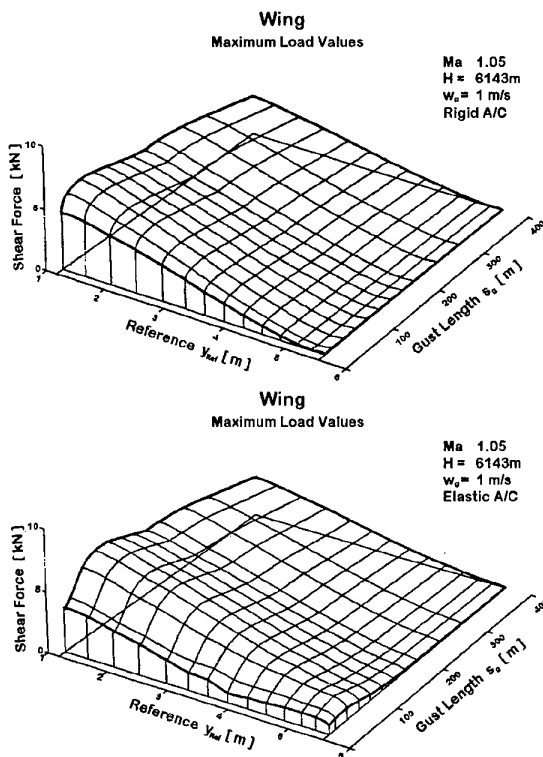 Wing
Maximum Load Values
Ma 1.05
H = 6143m
w₀ = 1 m/s
Rigid A/C
Shear Force [ kN ]
10
5
0
1
2
3
4
5
6
Reference y_Ref [ m ]
100
200
300
400
Gust Length s₀ [ m ]
Wing
Maximum Load Values
Ma 1.05
H = 6143m
w₀ = 1 m/s
Elastic A/C
Shear Force [ kN ]
10
5
0
1
2
3
4
5
6
Reference y_Ref [ m ]
100
200
300
400
Gust Length s₀ [ m ]